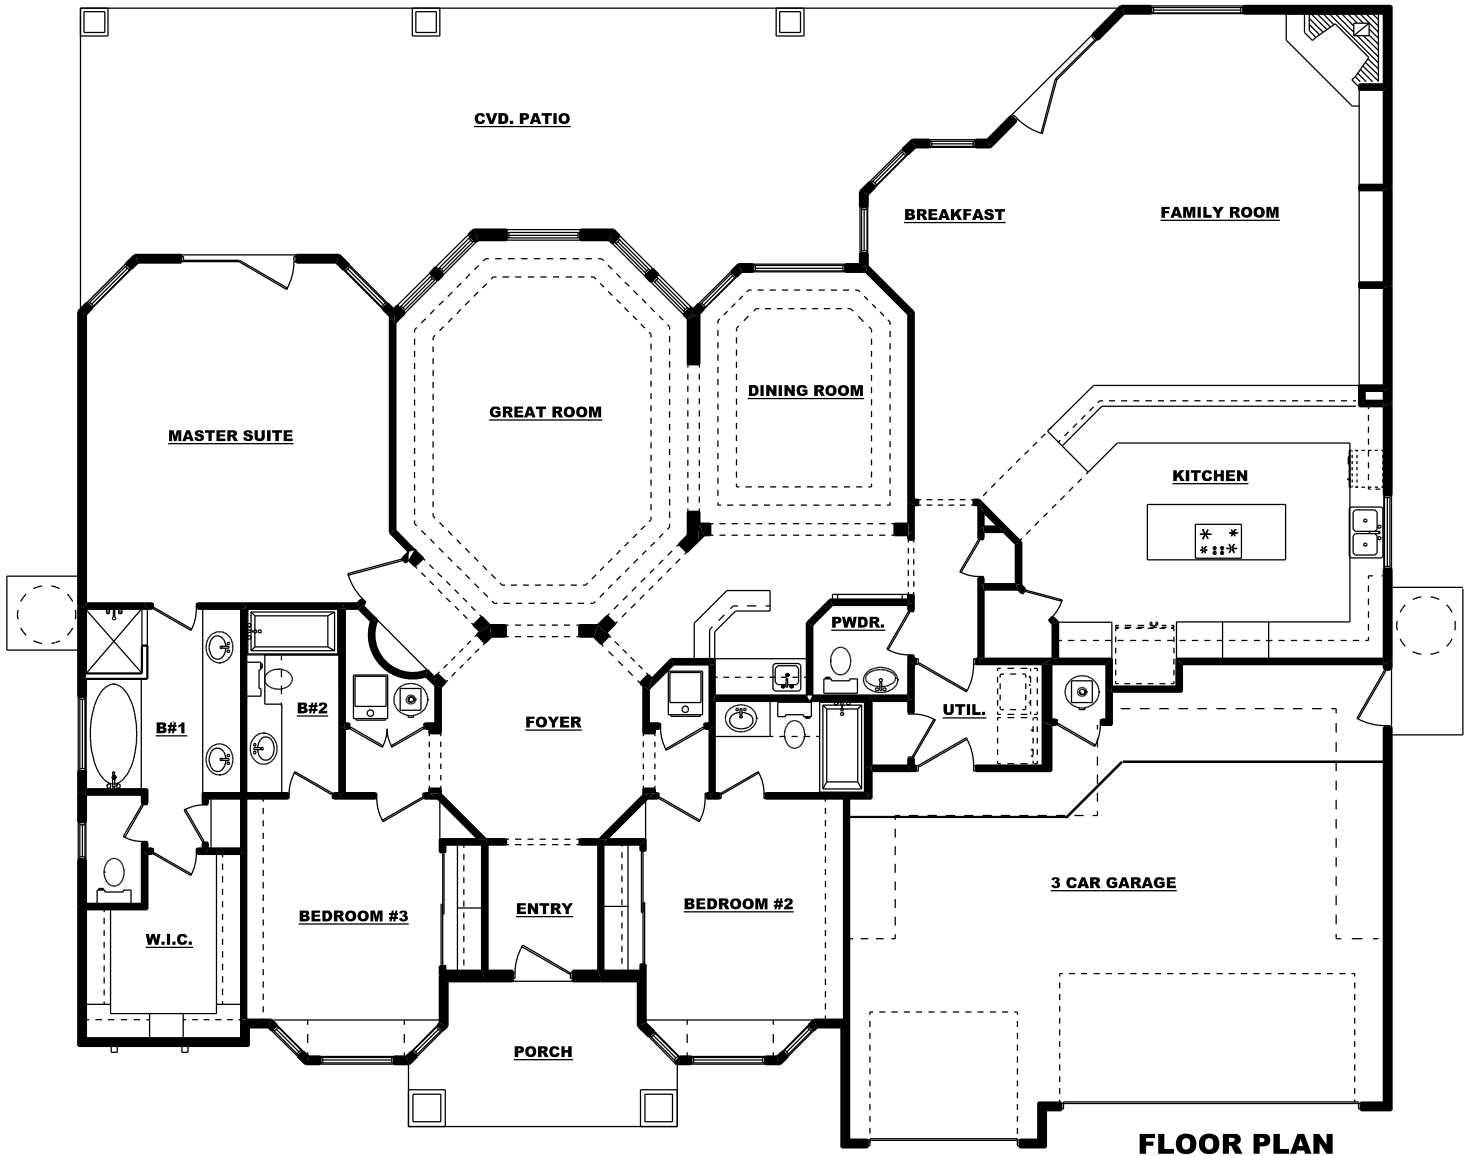 CVD. PATIO
BREAKFAST
FAMILY ROOM
DINING ROOM
GREAT ROOM
MASTER SUITE
KITCHEN
PWDR.
B#2
UTIL.
FOYER
B#1
3 CAR GARAGE
BEDROOM #2
ENTRY
BEDROOM #3
W.I.C.
PORCH
FLOOR PLAN